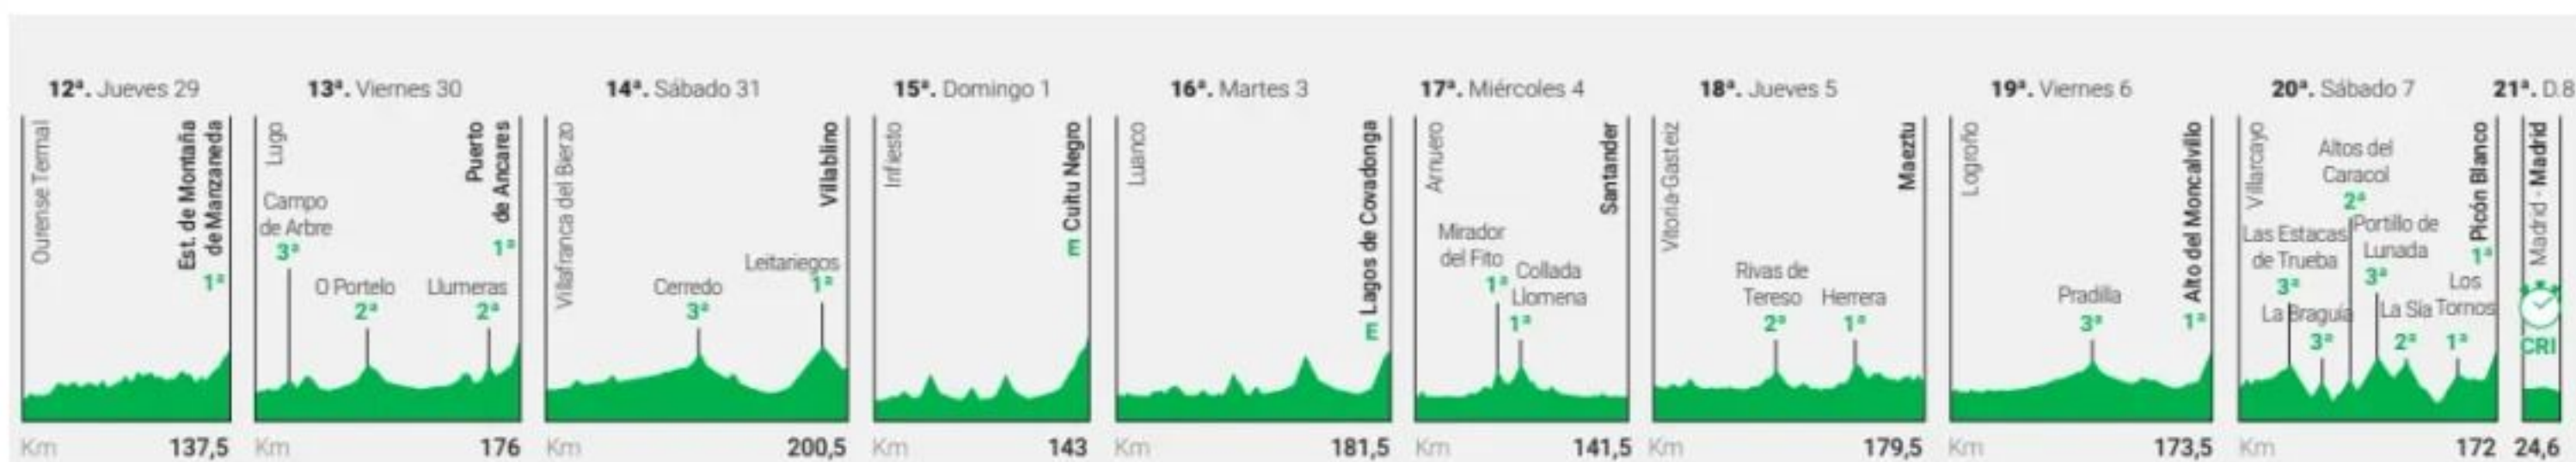 12ª. Jueves 29
Ourense Termal
Est. de Montaña
de Manzaneda
1ª
Km 137,5
13ª. Viernes 30
Lugo
Campo
de Arbre
3ª
O Portelo
2ª
Llumeras
2ª
Puerto
de Ancares
1ª
Km 176
14ª. Sábado 31
Villafranca del Bierzo
Cerredo
3ª
Leitariegos
1ª
Villablino
Km 200,5
15ª. Domingo 1
Infiesto
E Cuitu Negro
Km 143
16ª. Martes 3
Luanco
E Lagos de Covadonga
Km 181,5
17ª. Miércoles 4
Arnuero
Mirador
del Fito
1ª
Collada
Llomena
1ª
Santander
Km 141,5
18ª. Jueves 5
Vitoria-Gasteiz
Rivas de
Tereso
2ª
Herrera
1ª
Maeztu
Km 179,5
19ª. Viernes 6
Logroño
Pradilla
3ª
Alto del Moncalvillo
1ª
Km 173,5
20ª. Sábado 7
Villarcayo
Las Estacas
de Trueba
3ª
La Braguía
3ª
Altos del
Caracol
2ª
Portillo de
Lunada
3ª
La Sía
2ª
Los
Tornos
1ª
Picón Blanco
1ª
Km 172
21ª. D.8
Madrid - Madrid
CRI
24,6